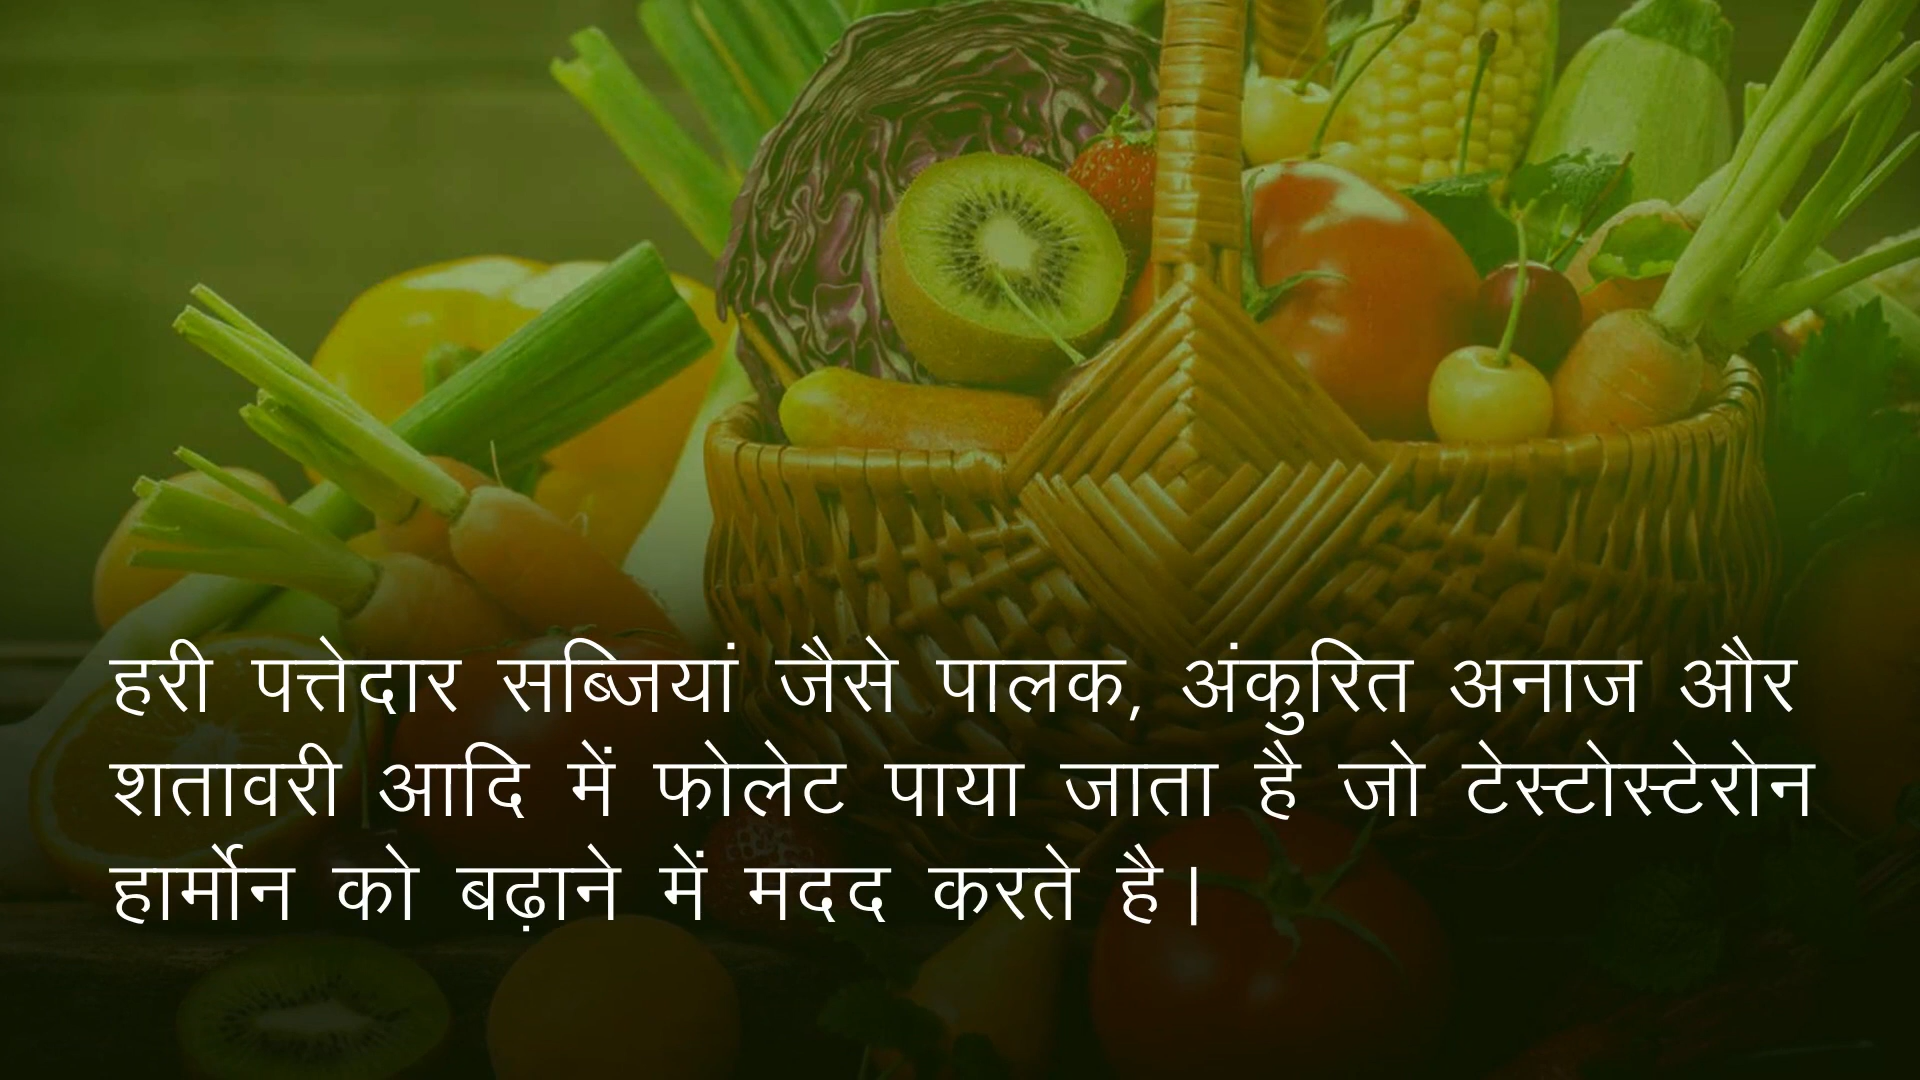 हरी पत्तेदार सब्जियां जैसे पालक, अंकुरित अनाज और
शतावरी आदि में फोलेट पाया जाता है जो टेस्टोस्टेरोन
हार्मोन को बढ़ाने में मदद करते है।